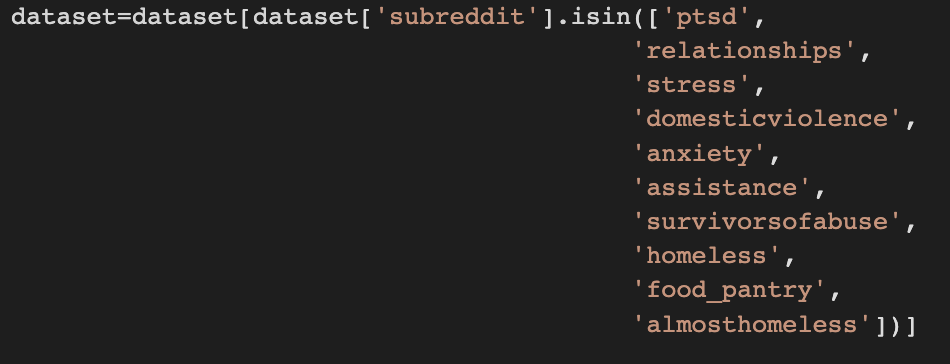 dataset=dataset[dataset['subreddit'].isin(['ptsd',
'relationships',
'stress',
'domesticviolence',
'anxiety',
'assistance',
'survivorsofabuse',
'homeless',
'food_pantry',
'almosthomeless'])]